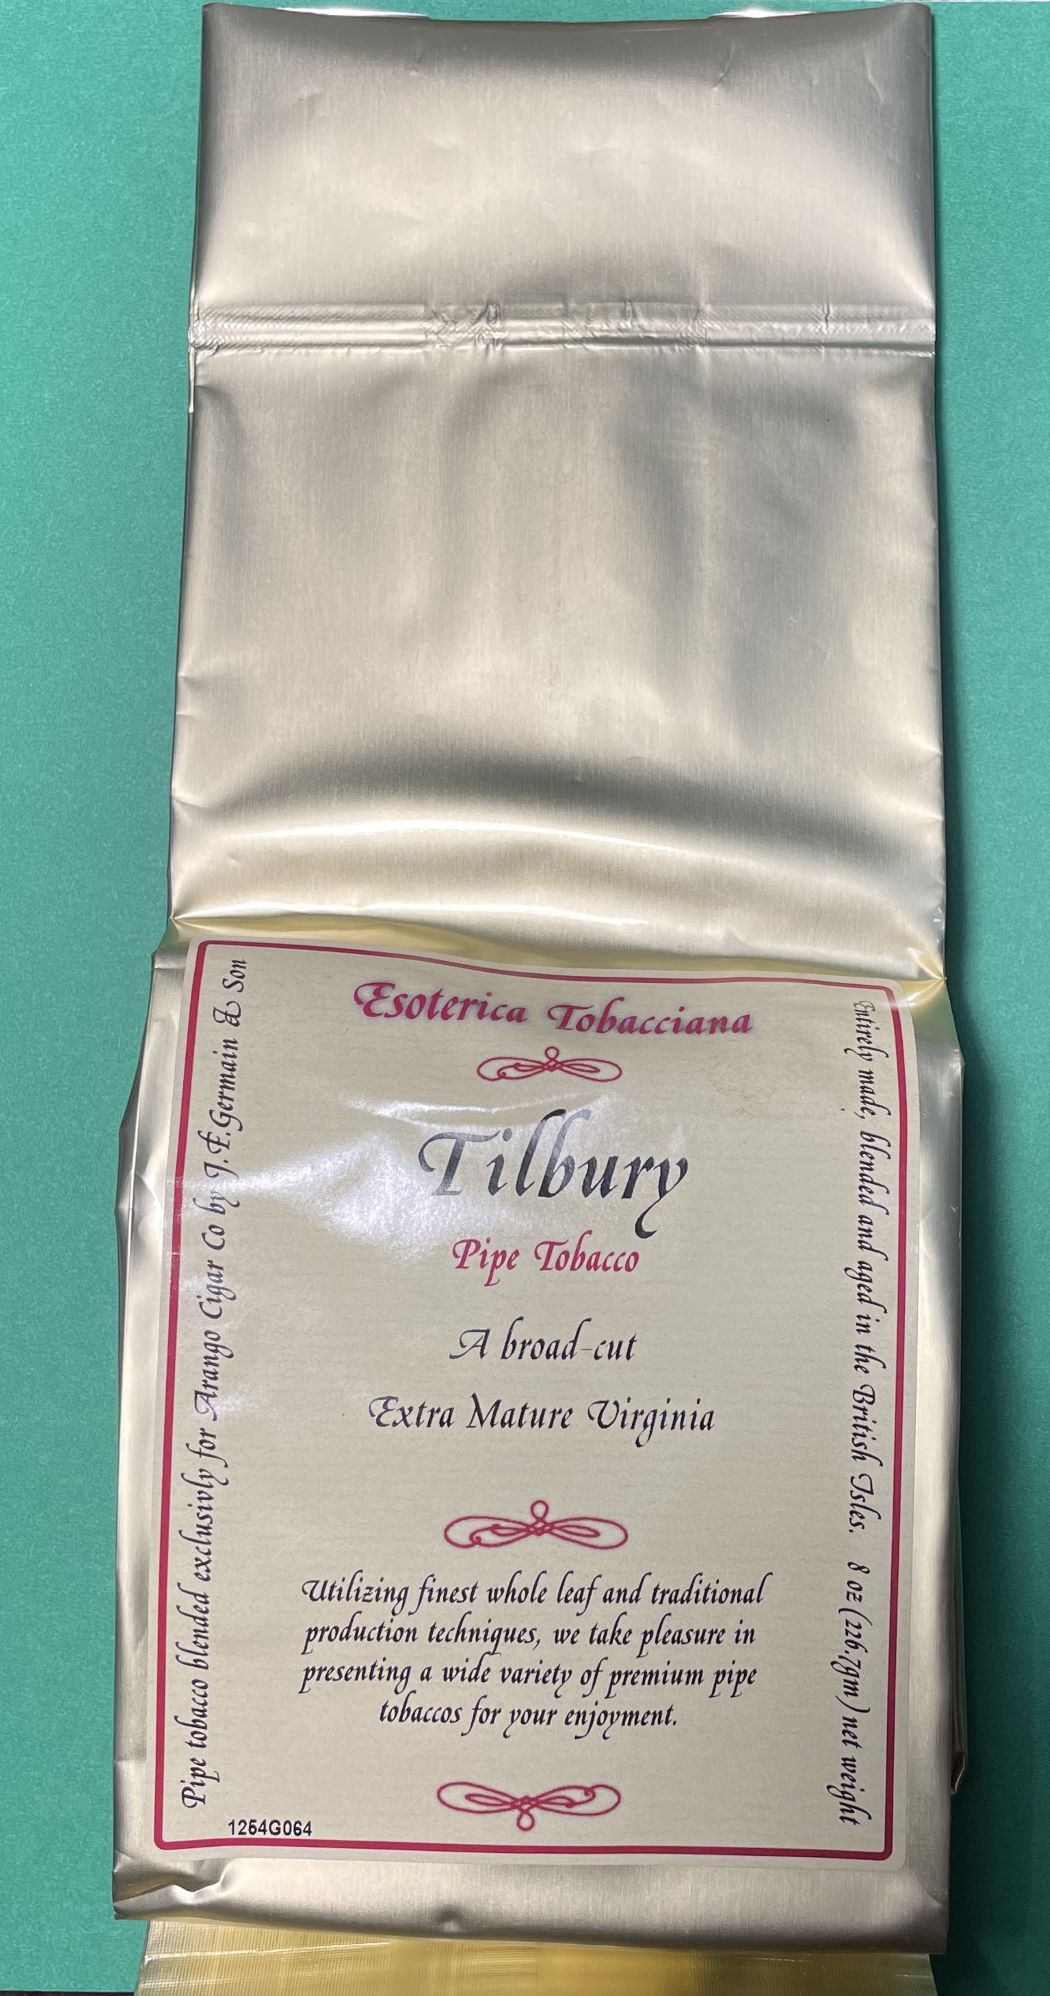 Esoterica Tobacciana
Tilbury
Pipe Tobacco
A broad-cut
Extra Mature Virginia
Utilizing finest whole leaf and traditional
production techniques, we take pleasure in
presenting a wide variety of premium pipe
tobaccos for your enjoyment.
Pipe tobacco blended exclusivly for Arango Cigar Co by J.F.Germain & Son
Entirely made, blended and aged in the British Isles. 8 oz (226.7gm) net weight
1254G064